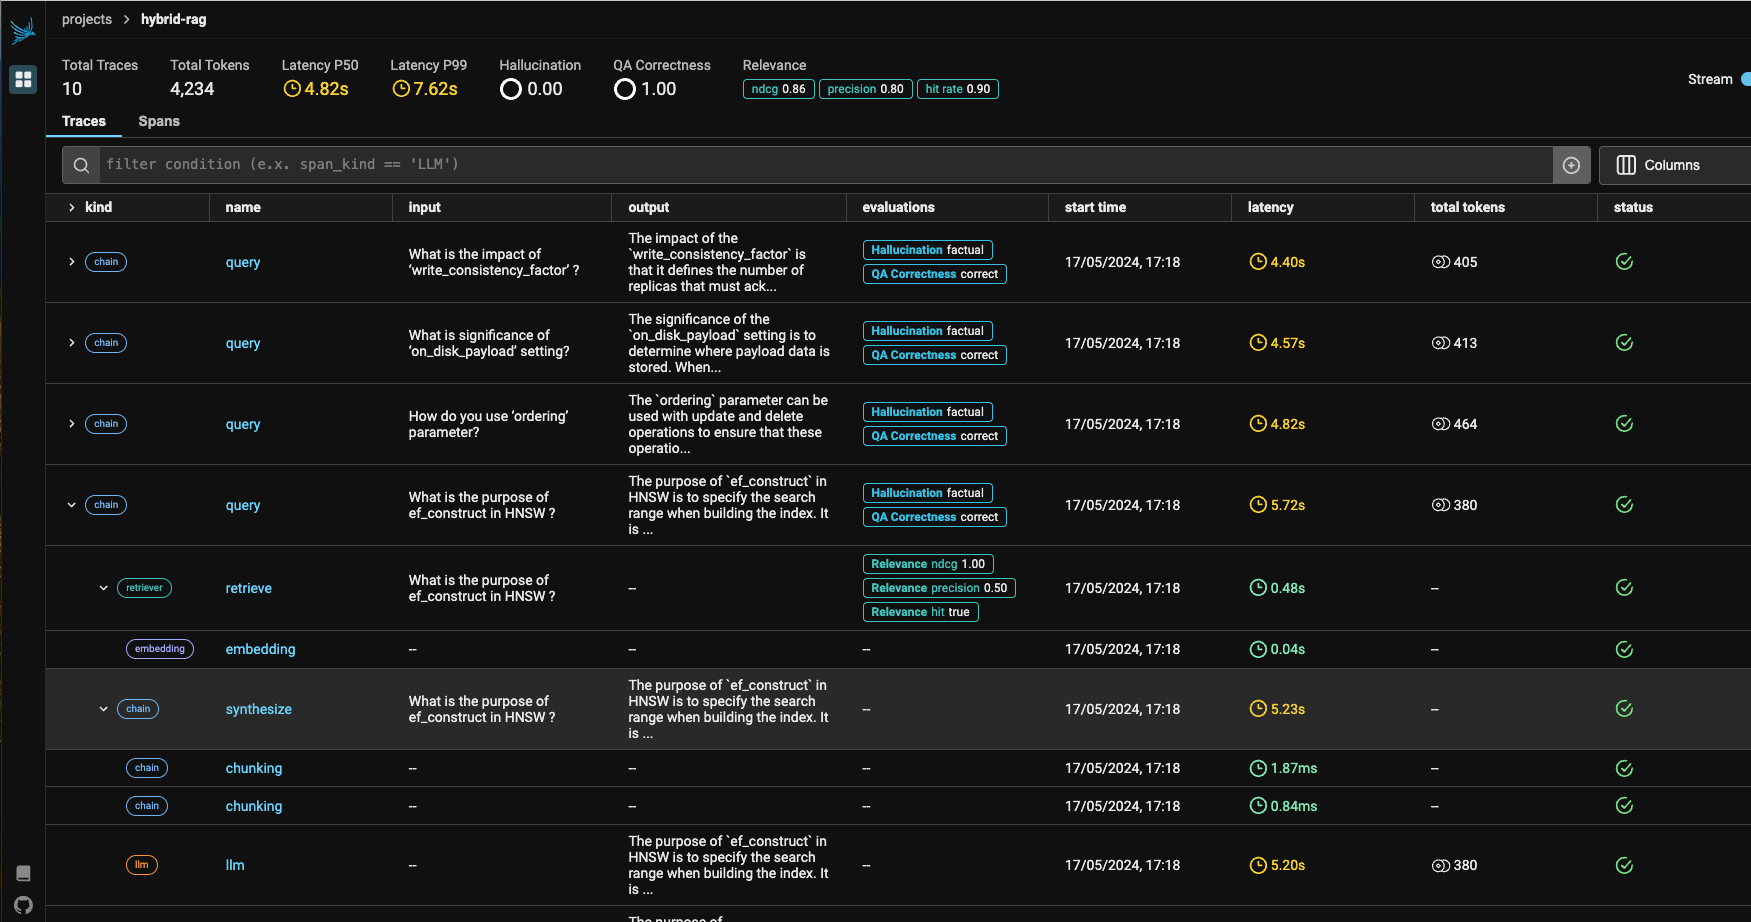 projects > hybrid-rag
Total Traces
10
Total Tokens
4,234
Latency P50
4.82s
Latency P99
7.62s
Hallucination
0.00
QA Correctness
1.00
Relevance
ndcg 0.86 precision 0.80 hit rate 0.90
Stream
Traces Spans
filter condition (e.x. span_kind == 'LLM')
Columns
kind name input output evaluations start time latency total tokens status
chain
query
What is the impact of
‘write_consistency_factor’ ?
The impact of the
`write_consistency_factor` is
that it defines the number of
replicas that must ack...
Hallucination factual
QA Correctness correct
17/05/2024, 17:18
4.40s
405
chain
query
What is significance of
‘on_disk_payload’ setting?
The significance of the
`on_disk_payload` setting is to
determine where payload data is
stored. When...
Hallucination factual
QA Correctness correct
17/05/2024, 17:18
4.57s
413
chain
query
How do you use ‘ordering’
parameter?
The `ordering` parameter can be
used with update and delete
operations to ensure that these
operatio...
Hallucination factual
QA Correctness correct
17/05/2024, 17:18
4.82s
464
chain
query
What is the purpose of
ef_construct in HNSW ?
The purpose of `ef_construct` in
HNSW is to specify the search
range when building the index. It
is ...
Hallucination factual
QA Correctness correct
17/05/2024, 17:18
5.72s
380
retriever
retrieve
What is the purpose of
ef_construct in HNSW ?
--
Relevance ndcg 1.00
Relevance precision 0.50
Relevance hit true
17/05/2024, 17:18
0.48s
--
embedding
embedding
--
--
--
17/05/2024, 17:18
0.04s
--
chain
synthesize
What is the purpose of
ef_construct in HNSW ?
The purpose of `ef_construct` in
HNSW is to specify the search
range when building the index. It
is ...
--
17/05/2024, 17:18
5.23s
--
chain
chunking
--
--
--
17/05/2024, 17:18
1.87ms
--
chain
chunking
--
--
--
17/05/2024, 17:18
0.84ms
--
llm
llm
--
The purpose of `ef_construct` in
HNSW is to specify the search
range when building the index. It
is ...
--
17/05/2024, 17:18
5.20s
380
The purpose of